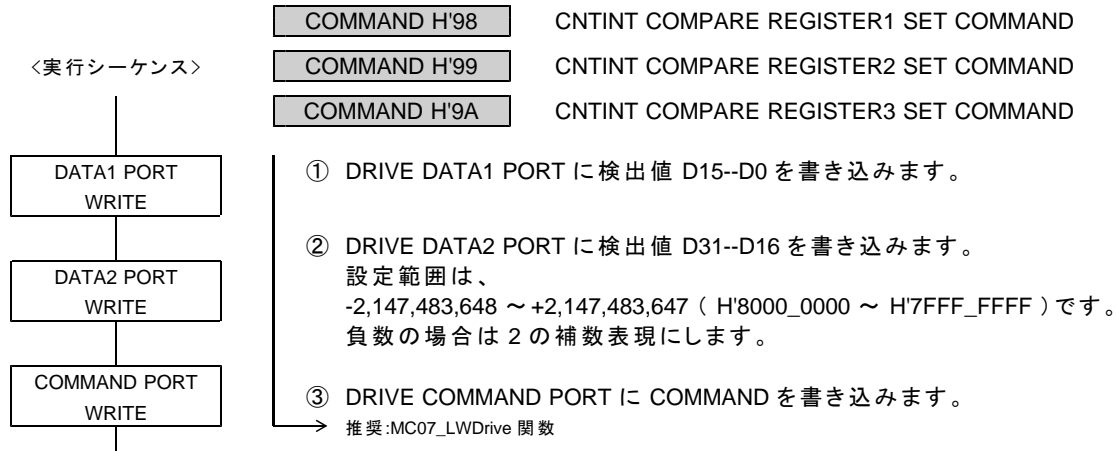 COMMAND H'98 CNTINT COMPARE REGISTER1 SET COMMAND
<実行シーケンス> COMMAND H'99 CNTINT COMPARE REGISTER2 SET COMMAND
COMMAND H'9A CNTINT COMPARE REGISTER3 SET COMMAND
DATA1 PORT
WRITE
① DRIVE DATA1 PORT に検出値 D15--D0 を書き込みます。
DATA2 PORT
WRITE
② DRIVE DATA2 PORT に検出値 D31--D16 を書き込みます。
設定範囲は、
-2,147,483,648 ～ +2,147,483,647 ( H'8000_0000 ～ H'7FFF_FFFF ) です。
負数の場合は 2 の補数表現にします。
COMMAND PORT
WRITE
③ DRIVE COMMAND PORT に COMMAND を書き込みます。
推奨:MC07_LWDrive 関数